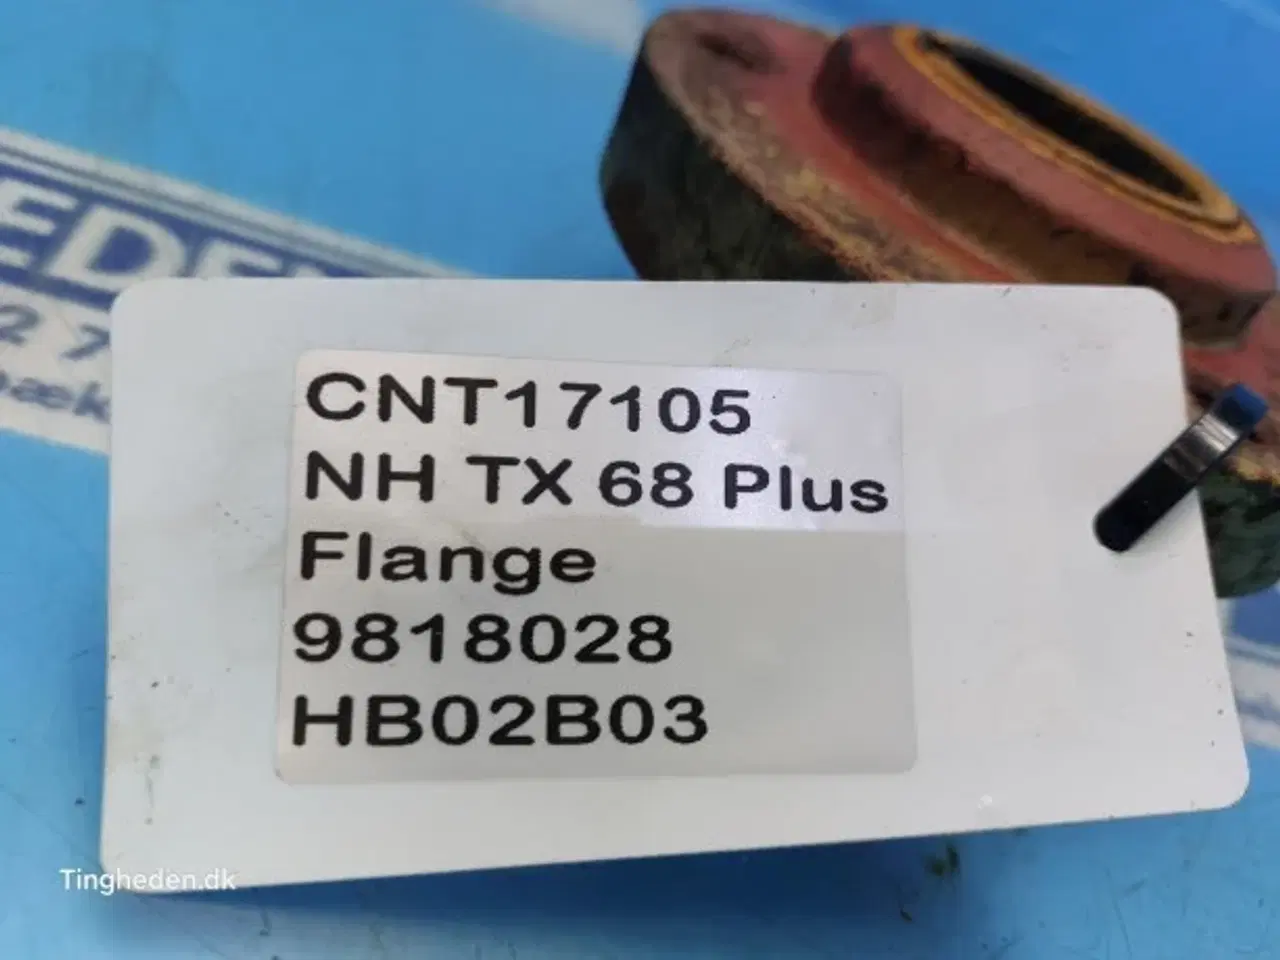 CNT17105
NH TX 68 Plus
Flange
9818028
HB02B03
Tingheden.dk